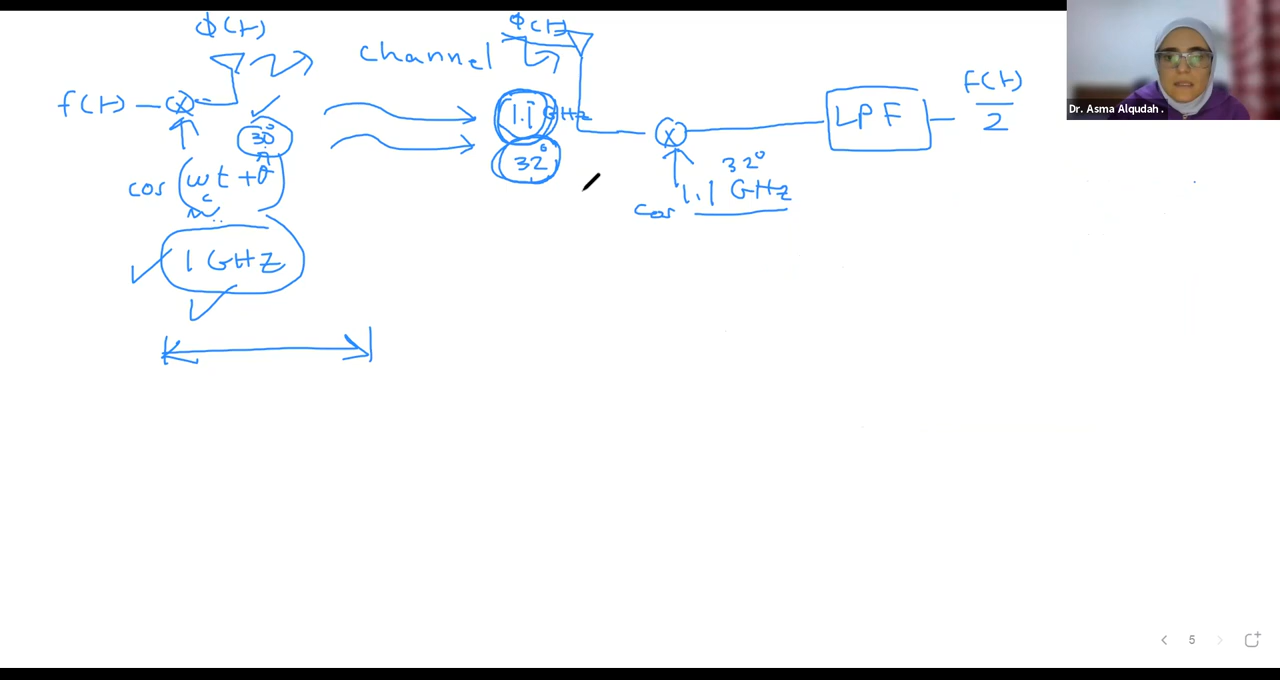 ϕ(t)
channel
ϕ(t)
f(t)
x
30°
cos (ω_c t + θ)
1 GHz
1.1 GHz
32°
x
32°
cos 1.1 GHz
LPF
f(t)
2
Dr. Asma Alqudah .
5